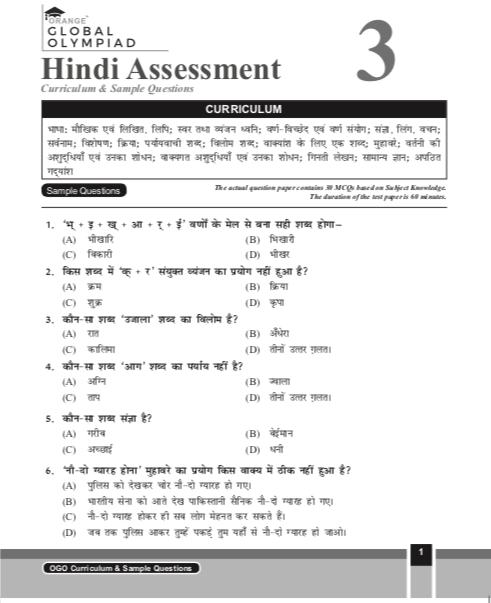 ORANGE
GLOBAL
OLYMPIAD
3
Hindi Assessment
Curriculum & Sample Questions
CURRICULUM
भाषा: मौखिक एवं लिखित, लिपि; स्वर तथा व्यंजन ध्वनि; वर्ण-विच्छेद एवं वर्ण संयोग; संज्ञा, लिंग, वचन;
सर्वनाम; विशेषण; क्रिया; पर्यायवाची शब्द; विलोम शब्द; वाक्यांश के लिए एक शब्द; मुहावरे; वर्तनी की
अशुद्धियाँ एवं उनका शोधन; वाक्यगत अशुद्धियाँ एवं उनका शोधन; गिनती लेखन; सामान्य ज्ञान; अपठित
गद्यांश
Sample Questions
The actual question paper contains 30 MCQs based on Subject Knowledge.
The duration of the test paper is 60 minutes.
1. 'भ् + इ + ख् + आ + र् + ई' वर्णों के मेल से बना सही शब्द होगा–
(A) भीखारि (B) भिखारी
(C) बिकारी (D) भीखर
2. किस शब्द में 'क् + र' संयुक्त व्यंजन का प्रयोग नहीं हुआ है?
(A) क्रम (B) क्रिया
(C) शुक्र (D) कृपा
3. कौन-सा शब्द 'उजाला' शब्द का विलोम है?
(A) रात (B) अँधेरा
(C) कालिमा (D) तीनों उत्तर ग़लत।
4. कौन-सा शब्द 'आग' शब्द का पर्याय नहीं है?
(A) अग्नि (B) ज्वाला
(C) ताप (D) तीनों उत्तर ग़लत।
5. कौन-सा शब्द संज्ञा है?
(A) गरीब (B) बेईमान
(C) अच्छाई (D) धनी
6. 'नौ-दो ग्यारह होना' मुहावरे का प्रयोग किस वाक्य में ठीक नहीं हुआ है?
(A) पुलिस को देखकर चोर नौ-दो ग्यारह हो गए।
(B) भारतीय सेना को आते देख पाकिस्तानी सैनिक नौ-दो ग्यारह हो गए।
(C) नौ-दो ग्यारह होकर ही सब लोग मेहनत कर सकते हैं।
(D) जब तक पुलिस आकर तुम्हें पकड़े तुम यहाँ से नौ-दो ग्यारह हो जाओ।
1
OGO Curriculum & Sample Questions